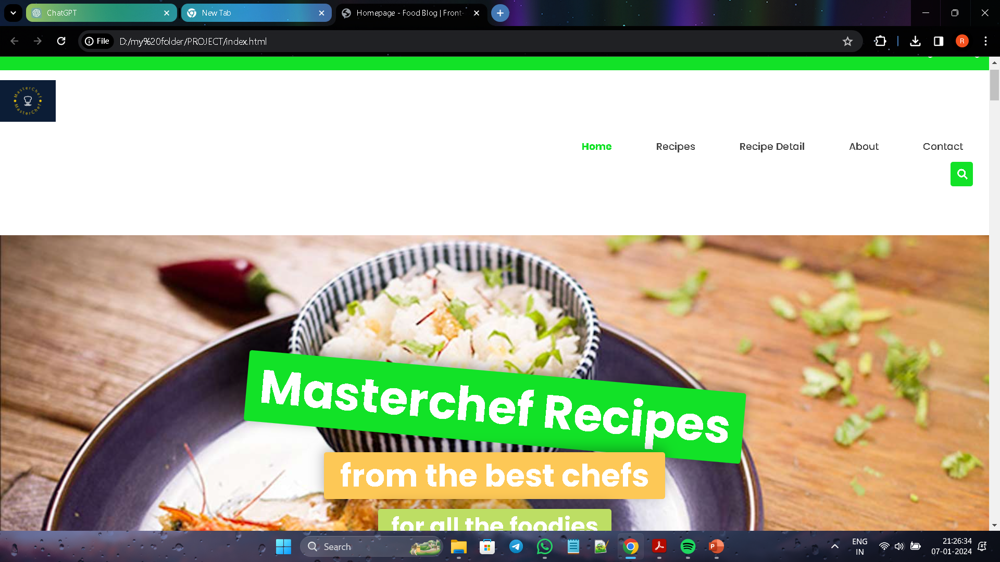 ChatGPT
New Tab
Homepage - Food Blog | Front-
File
D:/my%20folder/PROJECT/index.html
R
MasterChef
MasterChef
Home
Recipes
Recipe Detail
About
Contact
Masterchef Recipes
from the best chefs
for all the foodies
Search
ENG
IN
21:26:34
07-01-2024